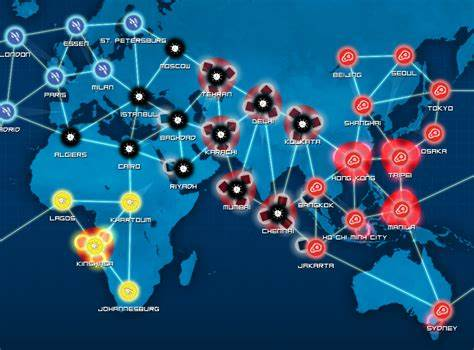 LONDON
ESSEN
ST. PETERSBURG
MOSCOW
PARIS
MILAN
ISTANBUL
TEHRAN
BEIJING
SEOUL
TOKYO
DELHI
BAGHDAD
KARACHI
KOLKATA
SHANGHAI
OSAKA
ALGIERS
CAIRO
RIYADH
HONG KONG
TAIPEI
MUMBAI
CHENNAI
BANGKOK
LAGOS
KHARTOUM
MANILA
HO CHI MINH CITY
KINSHASA
JAKARTA
JOHANNESBURG
SYDNEY